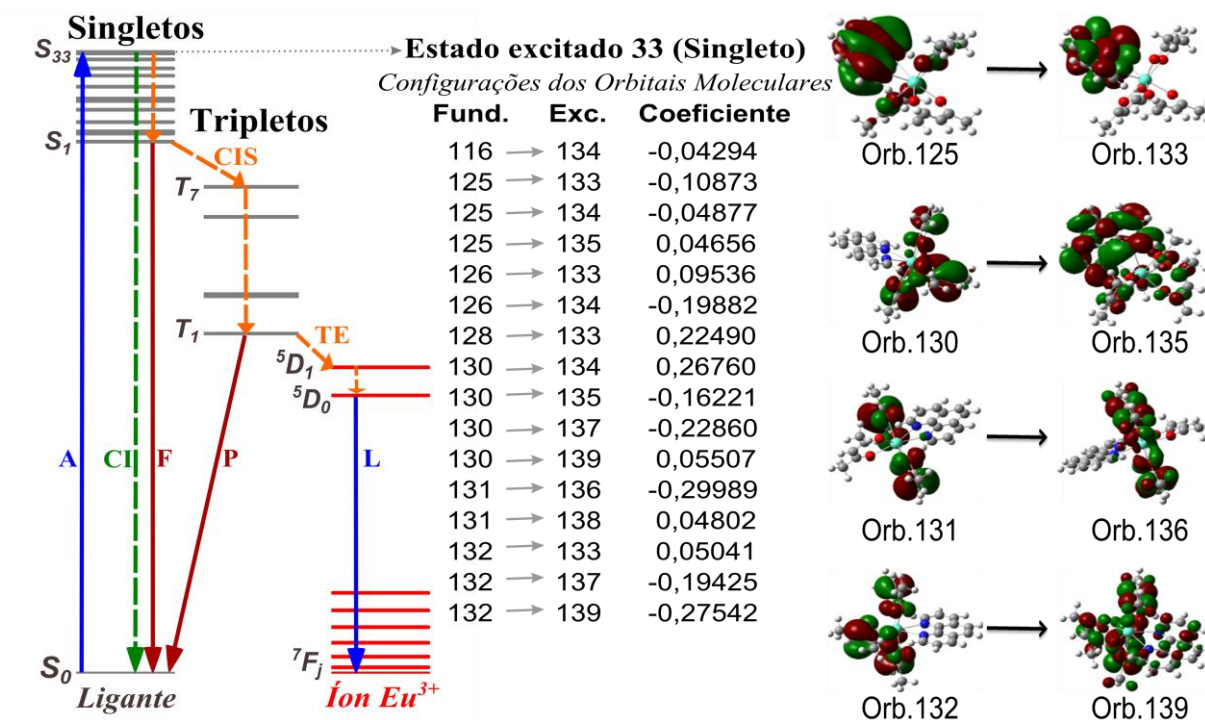 Singletos
S33
S1
Tripletos
CIS
T7
T1
TE
5D1
5D0
A
CI
F
P
L
S0
7Fj
Ligante
Íon Eu3+
Estado excitado 33 (Singleto)
Configurações dos Orbitais Moleculares
Fund. Exc. Coeficiente
116 → 134 -0,04294
125 → 133 -0,10873
125 → 134 -0,04877
125 → 135 0,04656
126 → 133 0,09536
126 → 134 -0,19882
128 → 133 0,22490
130 → 134 0,26760
130 → 135 -0,16221
130 → 137 -0,22860
130 → 139 0,05507
131 → 136 -0,29989
131 → 138 0,04802
132 → 133 0,05041
132 → 137 -0,19425
132 → 139 -0,27542
Orb.125 Orb.133
Orb.130 Orb.135
Orb.131 Orb.136
Orb.132 Orb.139